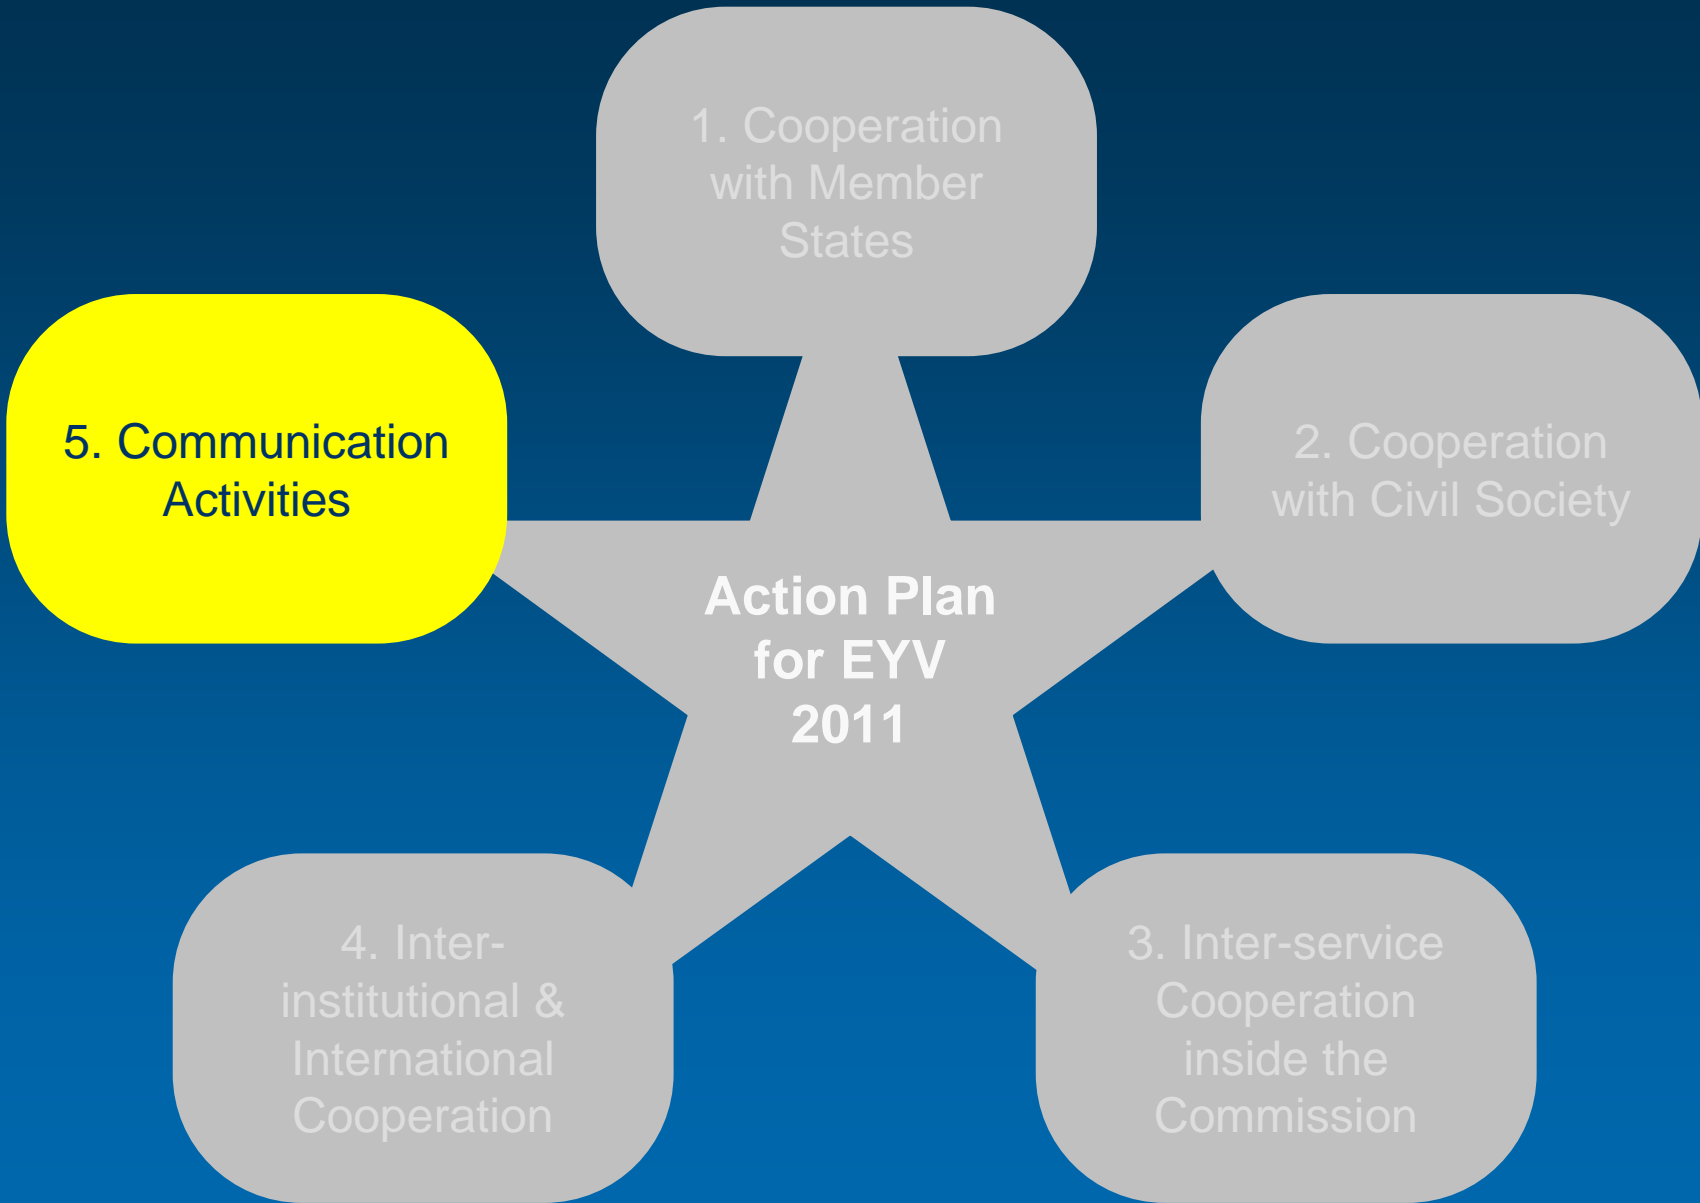 1. Cooperation
with Member
States
5. Communication
Activities
2. Cooperation
with Civil Society
Action Plan
for EYV
2011
4. Inter-
institutional &
International
Cooperation
3. Inter-service
Cooperation
inside the
Commission